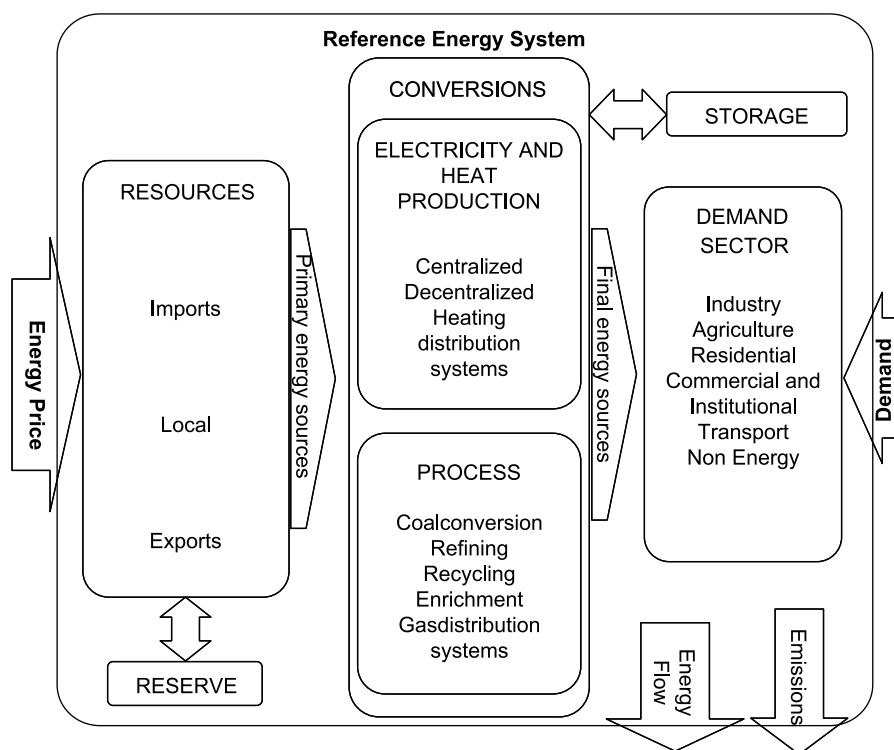 Reference Energy System
Energy Price
RESOURCES
Imports
Local
Exports
RESERVE
Primary energy sources
CONVERSIONS
ELECTRICITY AND
HEAT
PRODUCTION
Centralized
Decentralized
Heating
distribution
systems
PROCESS
Coalconversion
Refining
Recycling
Enrichment
Gasdistribution
systems
Final energy sources
STORAGE
DEMAND
SECTOR
Industry
Agriculture
Residential
Commercial and
Institutional
Transport
Non Energy
Demand
Energy
Flow
Emissions